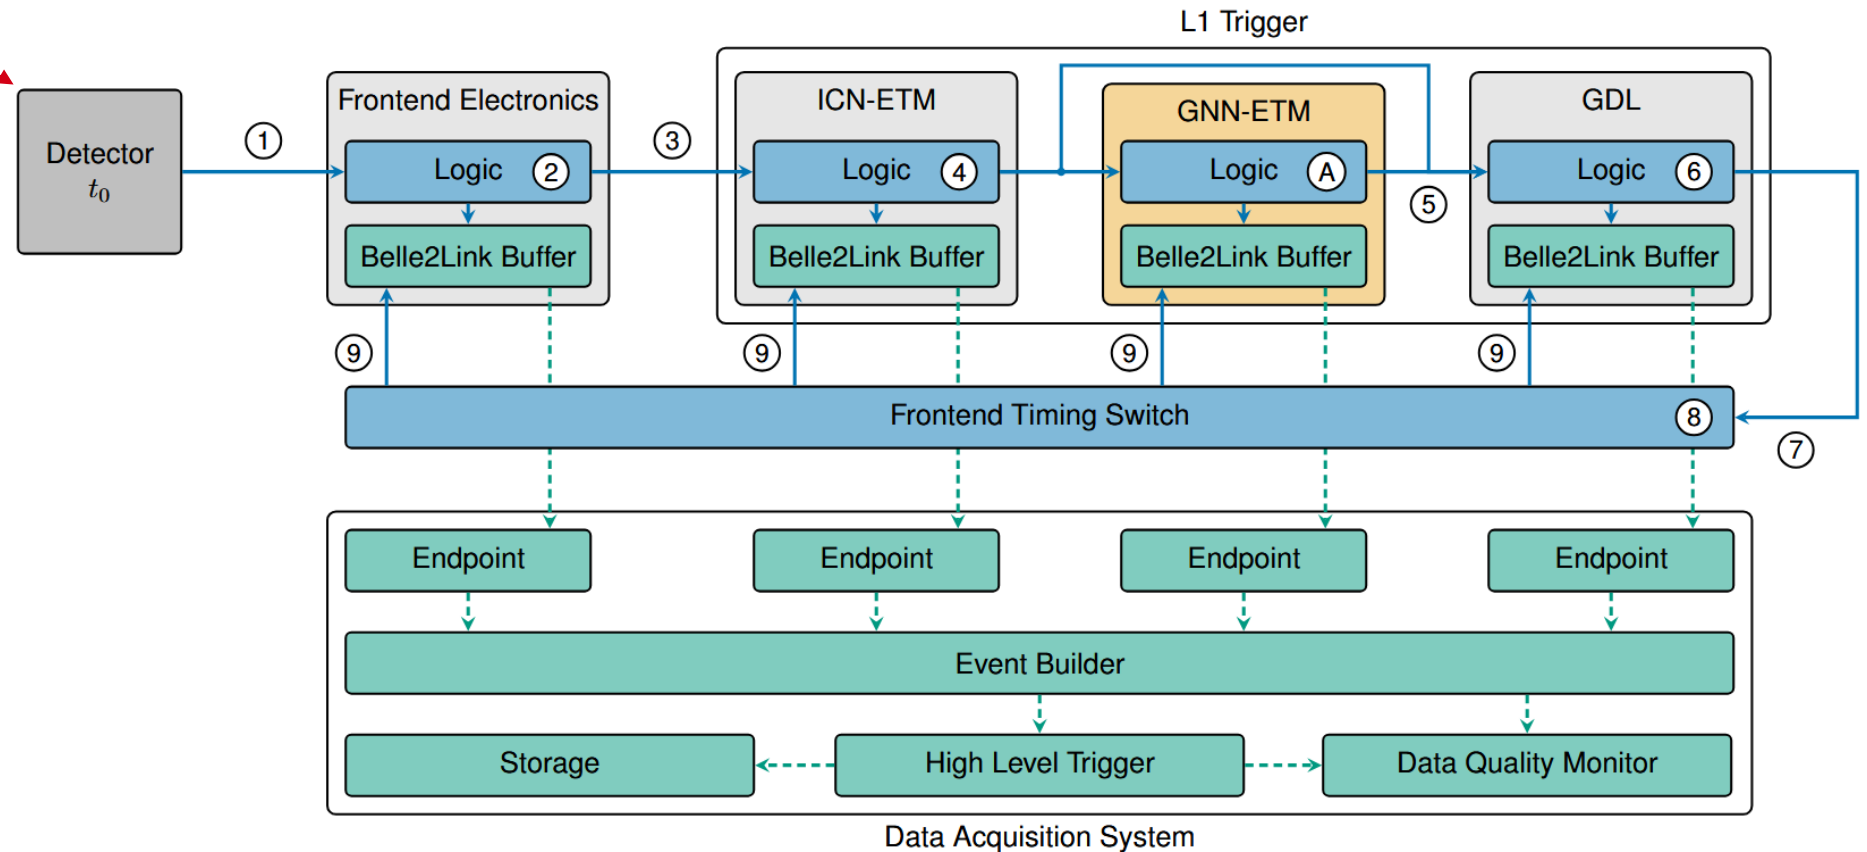 L1 Trigger
Detector
t₀
①
Frontend Electronics
Logic ②
Belle2Link Buffer
③
ICN-ETM
Logic ④
Belle2Link Buffer
GNN-ETM
Logic Ⓐ
Belle2Link Buffer
⑤
GDL
Logic ⑥
Belle2Link Buffer
⑨
⑨
⑨
⑨
Frontend Timing Switch ⑧
⑦
Endpoint
Endpoint
Endpoint
Endpoint
Event Builder
Storage
High Level Trigger
Data Quality Monitor
Data Acquisition System